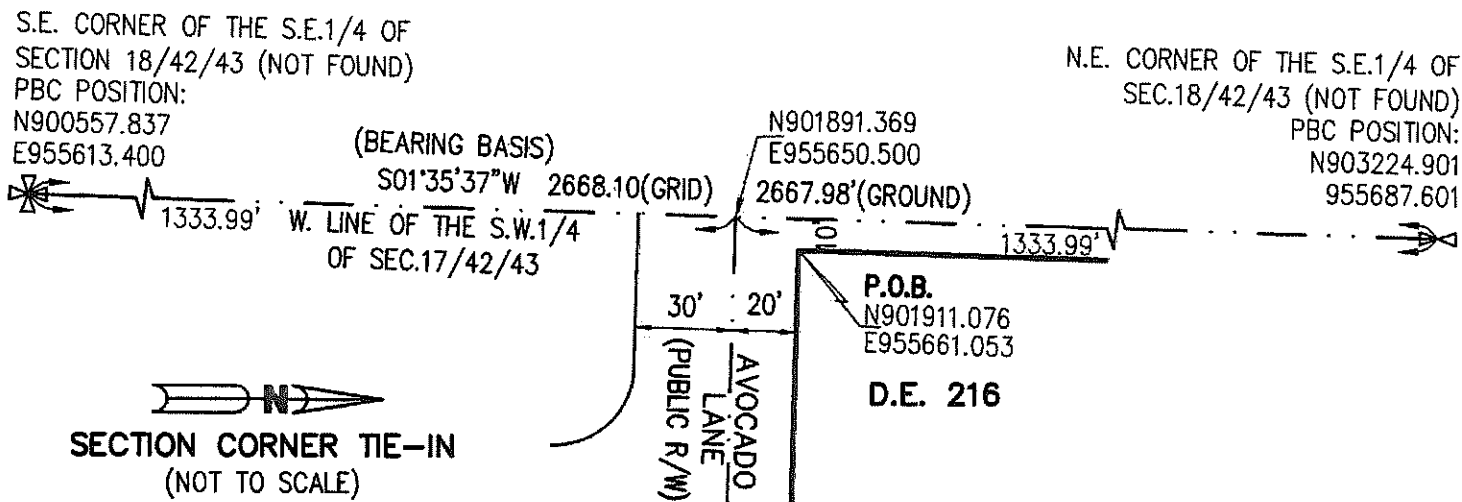 S.E. CORNER OF THE S.E.1/4 OF
SECTION 18/42/43 (NOT FOUND)
PBC POSITION:
N900557.837
E955613.400
(BEARING BASIS)
S01°35'37"W 2668.10(GRID) 2667.98'(GROUND)
1333.99' W. LINE OF THE S.W.1/4
OF SEC.17/42/43
N901891.369
E955650.500
N.E. CORNER OF THE S.E.1/4 OF
SEC.18/42/43 (NOT FOUND)
PBC POSITION:
N903224.901
955687.601
10'
1333.99'
P.O.B.
N901911.076
E955661.053
D.E. 216
30' 20'
AVOCADO
LANE
(PUBLIC R/W)
N
SECTION CORNER TIE-IN
(NOT TO SCALE)